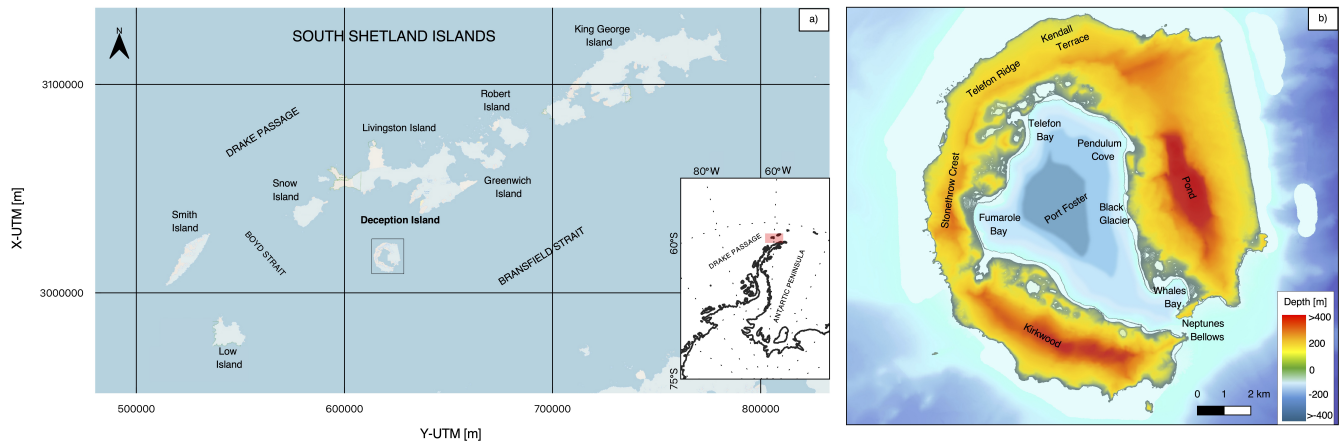 a)
N
SOUTH SHETLAND ISLANDS
King George
Island
3100000
Robert
Island
DRAKE PASSAGE
Livingston Island
Snow
Island
Greenwich
Island
Smith
Island
Deception Island
BOYD STRAIT
BRANSFIELD STRAIT
3000000
Low
Island
X-UTM [m]
500000
600000
700000
800000
Y-UTM [m]
80°W
60°W
60°S
75°S
DRAKE PASSAGE
ANTARTIC PENINSULA
b)
Kendall
Terrace
Telefon Ridge
Telefon
Bay
Pendulum
Cove
Stonethrow Crest
Pond
Port Foster
Black
Glacier
Fumarole
Bay
Whales
Bay
Neptunes
Bellows
Kirkwood
Depth [m]
>400
200
0
-200
>-400
0 1 2 km